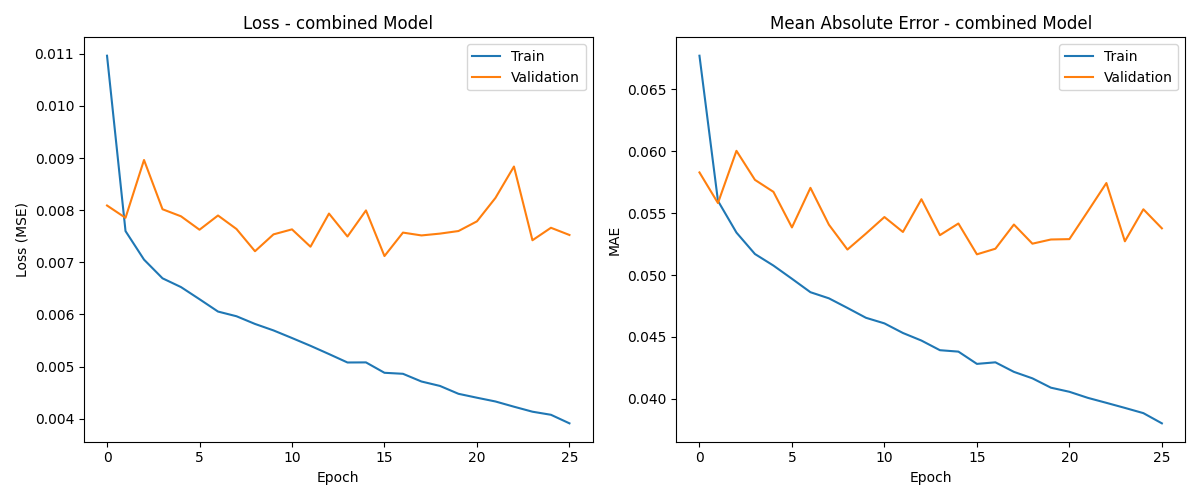 Loss - combined Model
Train
Validation
0.011
0.010
0.009
0.008
0.007
0.006
0.005
0.004
Loss (MSE)
0 5 10 15 20 25
Epoch
Mean Absolute Error - combined Model
Train
Validation
0.065
0.060
0.055
0.050
0.045
0.040
MAE
0 5 10 15 20 25
Epoch